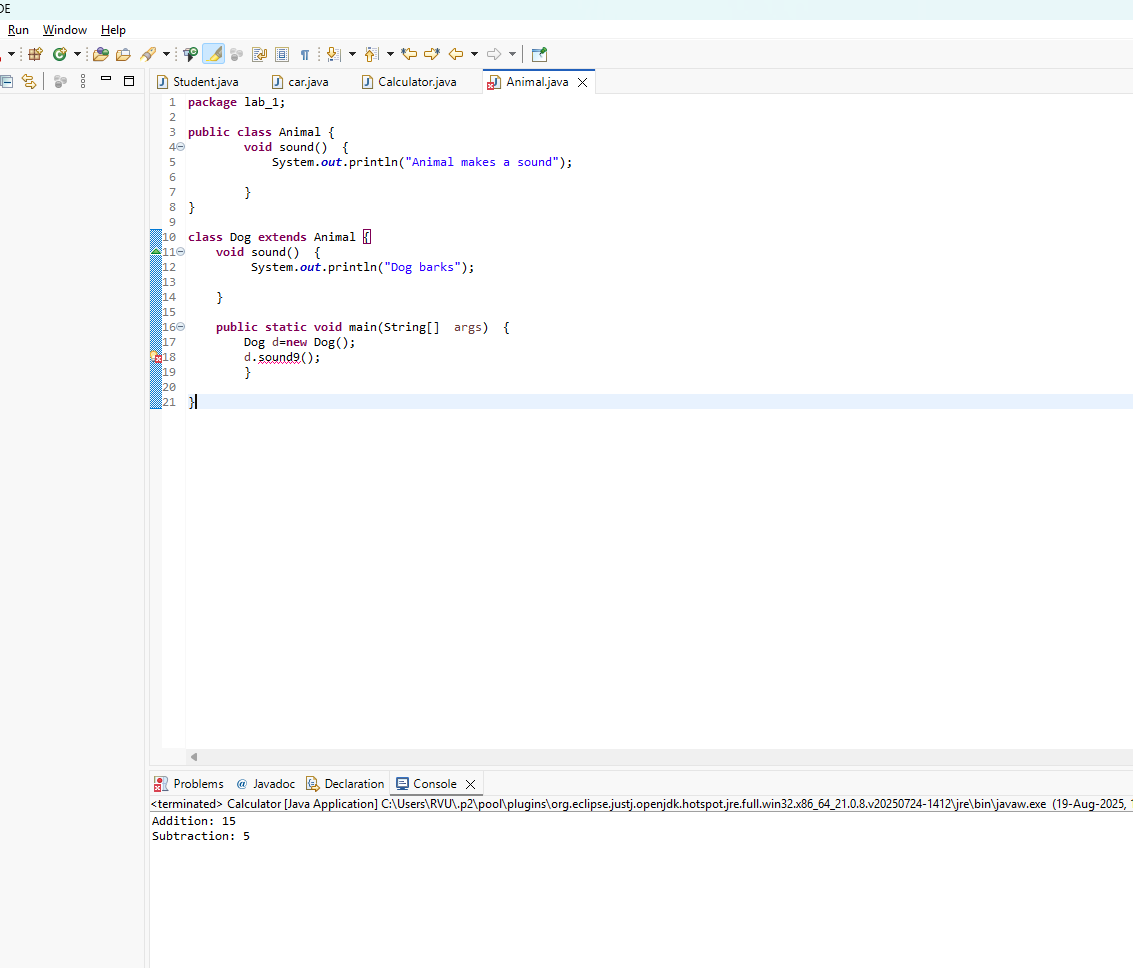 DE
Run Window Help
Student.java car.java Calculator.java Animal.java
1 package lab_1;
2
3 public class Animal {
4 void sound()  {
5 System.out.println("Animal makes a sound");
6
7 }
8 }
9
10 class Dog extends Animal {
11 void sound()  {
12 System.out.println("Dog barks");
13
14 }
15
16 public static void main(String[]  args)  {
17 Dog d=new Dog();
18 d.sound9();
19 }
20
21 }
Problems @ Javadoc Declaration Console
<terminated> Calculator [Java Application] C:\Users\RVU\.p2\pool\plugins\org.eclipse.justj.openjdk.hotspot.jre.full.win32.x86_64_21.0.8.v20250724-1412\jre\bin\javaw.exe (19-Aug-2025,
Addition: 15
Subtraction: 5